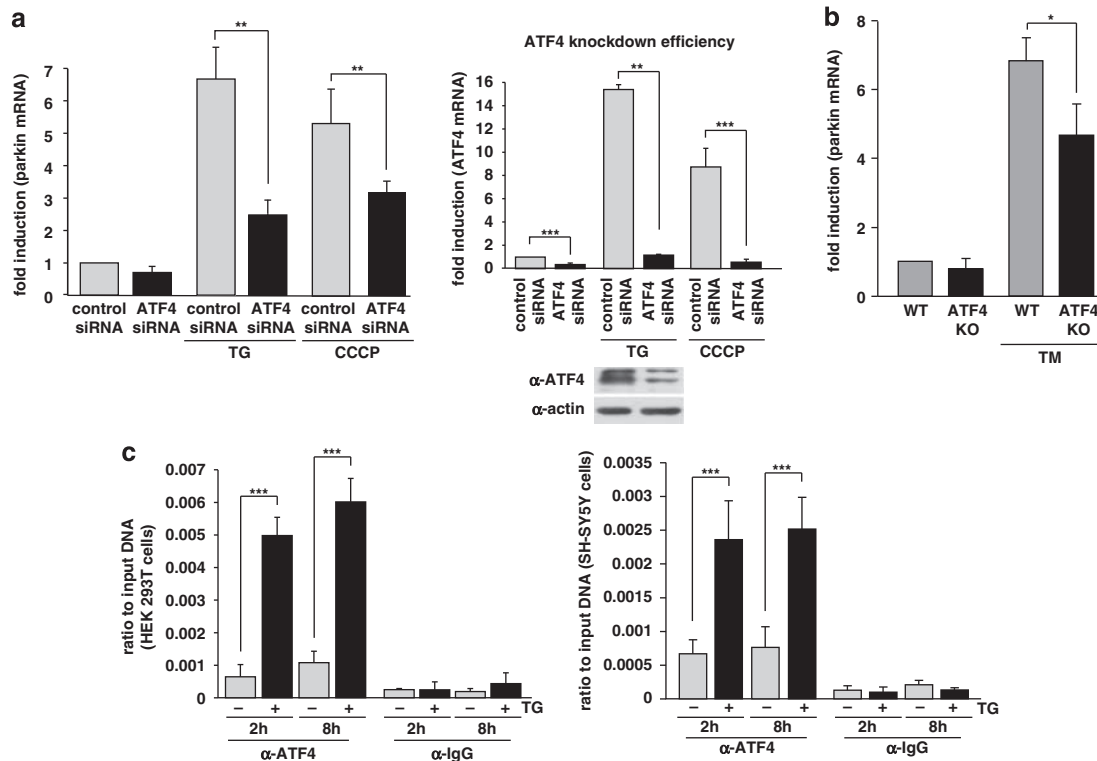 a
fold induction (parkin mRNA)
7
6
5
4
3
2
1
0
**
**
control siRNA
ATF4 siRNA
control siRNA
ATF4 siRNA
control siRNA
ATF4 siRNA
TG
CCCP
ATF4 knockdown efficiency
fold induction (ATF4 mRNA)
16
14
12
10
8
6
4
2
0
***
**
***
control siRNA
ATF4 siRNA
control siRNA
ATF4 siRNA
control siRNA
ATF4 siRNA
TG
CCCP
α-ATF4
α-actin
b
fold induction (parkin mRNA)
8
6
4
2
0
*
WT
ATF4 KO
WT
ATF4 KO
TM
c
ratio to input DNA
(HEK 293T cells)
0.007
0.006
0.005
0.004
0.003
0.002
0.001
0
***
***
– + – + – + – + TG
2h 8h 2h 8h
α-ATF4 α-IgG
ratio to input DNA (SH-SY5Y cells)
0.0035
0.003
0.0025
0.002
0.0015
0.001
0.0005
0
***
***
– + – + – + – + TG
2h 8h 2h 8h
α-ATF4 α-IgG